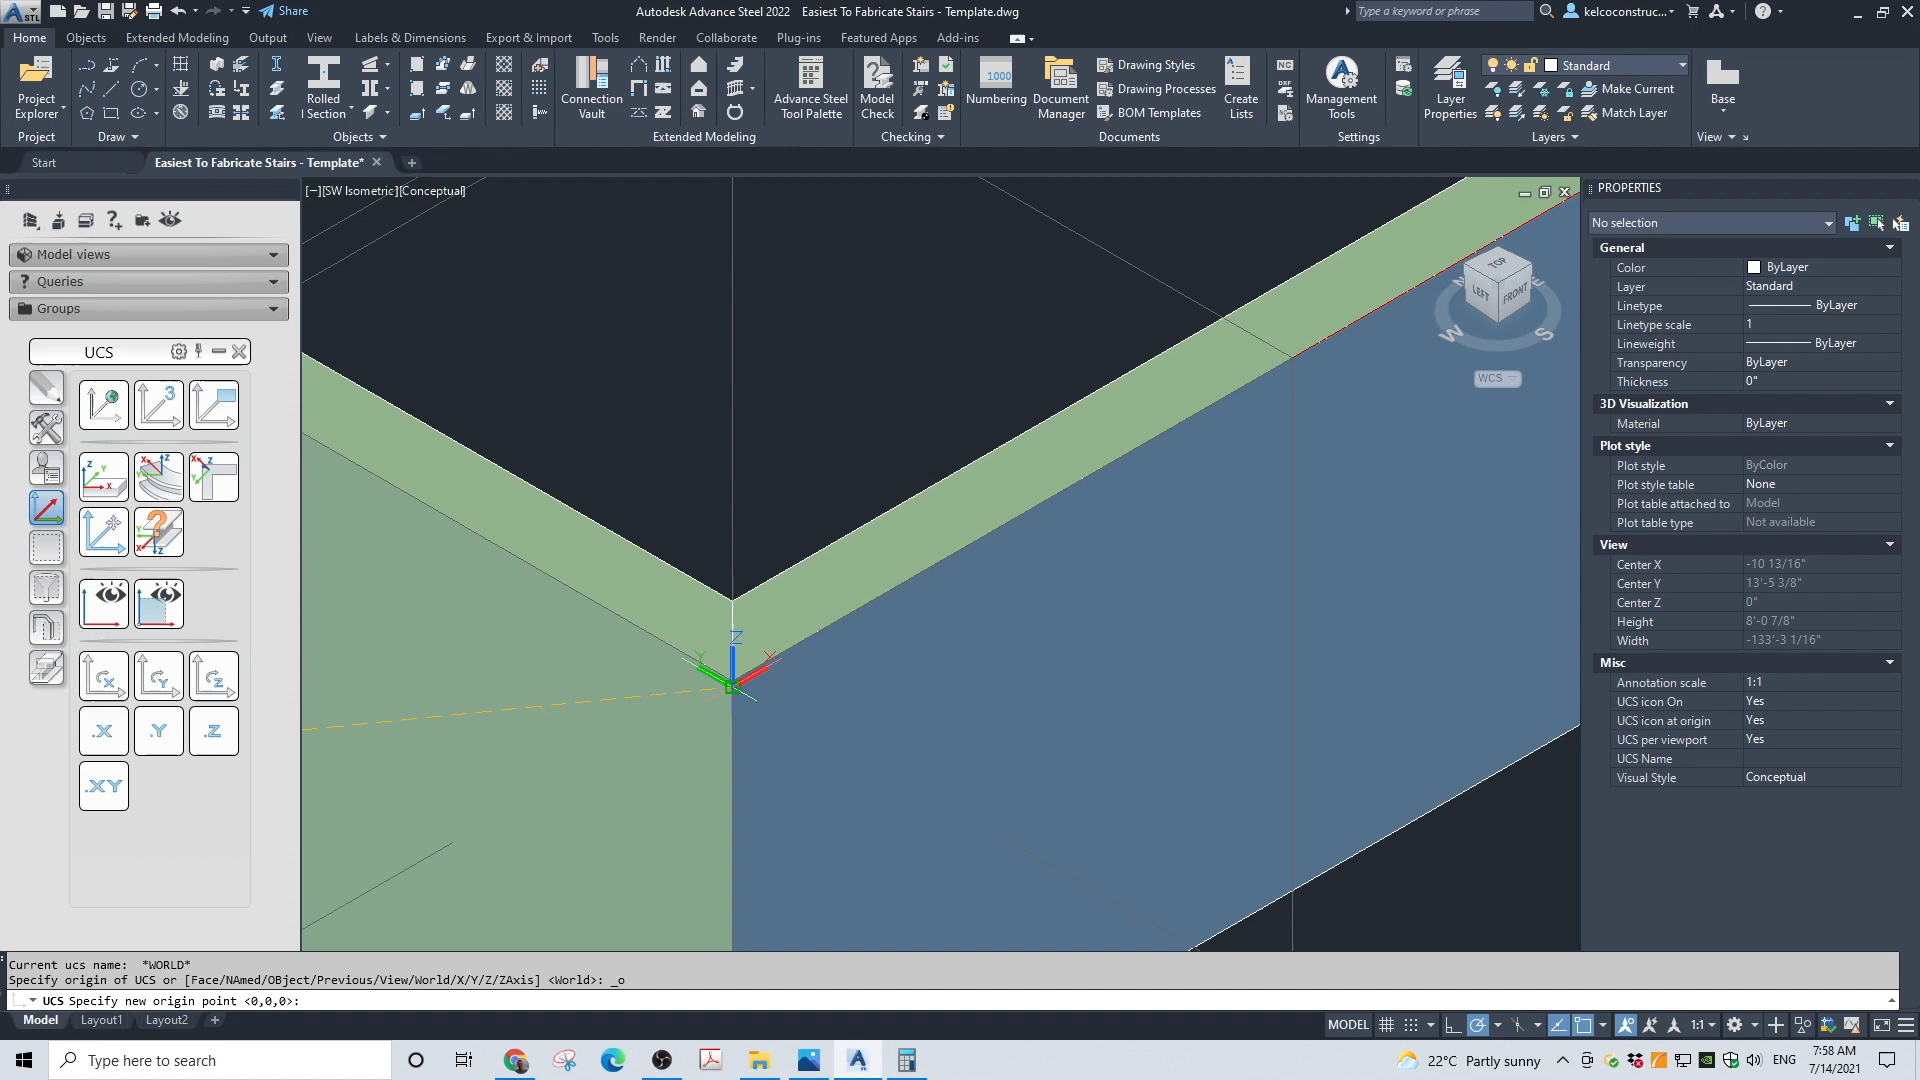 STL
Share
Autodesk Advance Steel 2022 Easiest To Fabricate Stairs - Template.dwg
Type a keyword or phrase
kelcoconstruc...
Home Objects Extended Modeling Output View Labels & Dimensions Export & Import Tools Render Collaborate Plug-ins Featured Apps Add-ins
Project
Explorer
Rolled
I Section
Connection
Vault
Advance Steel
Tool Palette
Model
Check
1000
Numbering
Document
Manager
Drawing Styles
Drawing Processes
BOM Templates
Create
Lists
NC
DXF
Management
Tools
Layer
Properties
Standard
Make Current
Match Layer
Base
Project Draw Objects Extended Modeling Checking Documents Settings Layers View
Start
Easiest To Fabricate Stairs - Template*
[−][SW Isometric][Conceptual]
Model views
Queries
Groups
UCS
3
Z
Y
X
X
Z
Y
X
Z
Y
X
Z
X
Y
Z
.X
.Y
.Z
.XY
Z
Y
X
TOP
LEFT
FRONT
N
E
W
S
WCS
PROPERTIES
No selection
General
Color ByLayer
Layer Standard
Linetype ByLayer
Linetype scale 1
Lineweight ByLayer
Transparency ByLayer
Thickness 0"
3D Visualization
Material ByLayer
Plot style
Plot style ByColor
Plot style table None
Plot table attached to Model
Plot table type Not available
View
Center X -10 13/16"
Center Y 13'-5 3/8"
Center Z 0"
Height 8'-0 7/8"
Width -133'-3 1/16"
Misc
Annotation scale 1:1
UCS icon On Yes
UCS icon at origin Yes
UCS per viewport Yes
UCS Name
Visual Style Conceptual
Current ucs name: *WORLD*
Specify origin of UCS or [Face/NAmed/OBject/Previous/View/World/X/Y/Z/ZAxis] <World>: _o
UCS Specify new origin point <0,0,0>:
Model Layout1 Layout2
MODEL
1:1
Type here to search
22°C Partly sunny
ENG
7:58 AM
7/14/2021